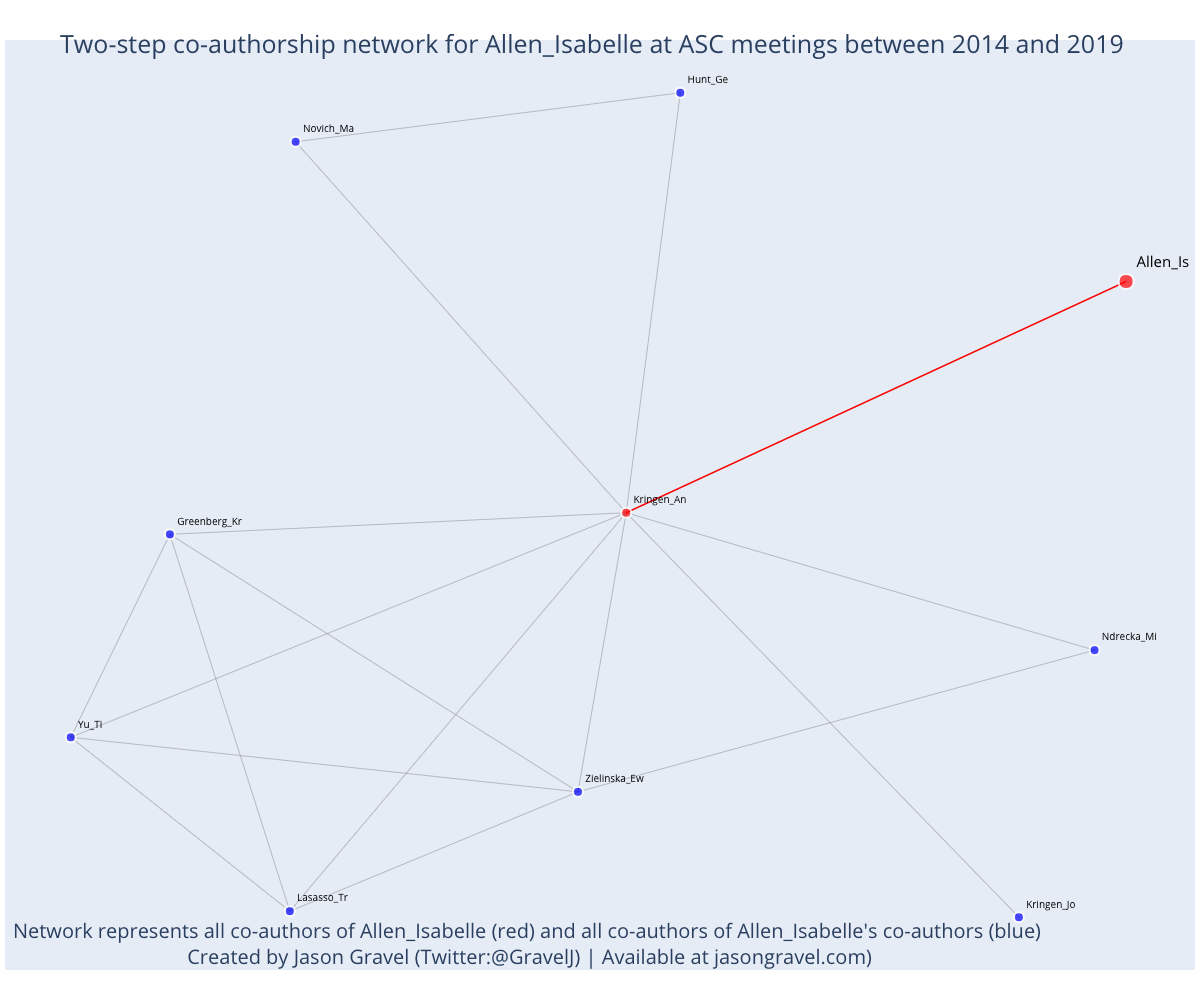 Two-step co-authorship network for Allen_Isabelle at ASC meetings between 2014 and 2019
Hunt_Ge
Novich_Ma
Allen_Is
Kringen_An
Greenberg_Kr
Ndrecka_Mi
Yu_Ti
Zielinska_Ew
Lasasso_Tr
Kringen_Jo
Network represents all co-authors of Allen_Isabelle (red) and all co-authors of Allen_Isabelle's co-authors (blue)
Created by Jason Gravel (Twitter:@GravelJ) | Available at jasongravel.com)